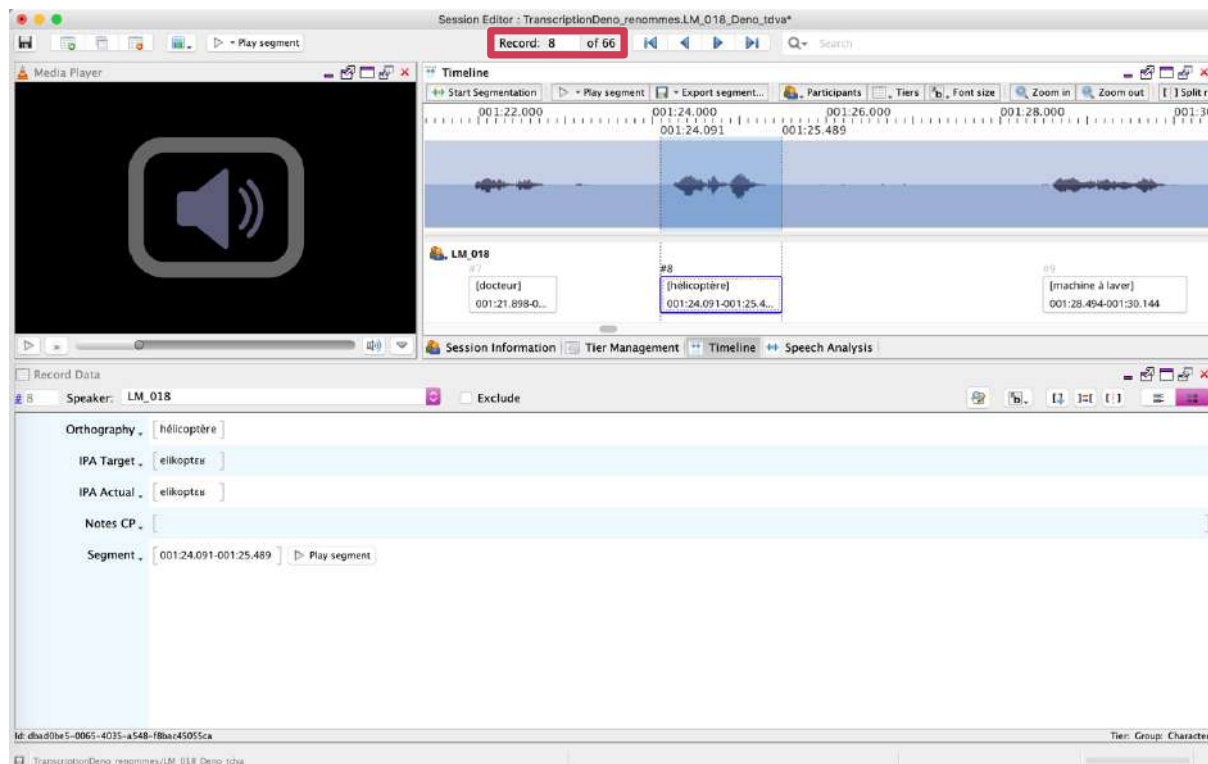 Session Editor : TranscriptionDeno_renommes.LM_018_Deno_tdva*
Play segment
Record: 8 of 66
Search
Media Player
Timeline
Start Segmentation Play segment Export segment... Participants Tiers Font size Zoom in Zoom out Split r
001:22.000 001:24.000 001:26.000 001:28.000 001:30
001:24.091 001:25.489
LM_018
#7 #8 #9
[docteur] [hélicoptère] [machine à laver]
001:21.898-0... 001:24.091-001:25.4... 001:28.494-001:30.144
Session Information Tier Management Timeline Speech Analysis
Record Data
# 8 Speaker: LM_018 Exclude
Orthography [hélicoptère]
IPA Target [elikoptɛʁ]
IPA Actual [elikoptɛʁ]
Notes CP
Segment [001:24.091-001:25.489] Play segment
Id: dbad0be5-0065-4035-a548-f8bac45055ca
Tier: Group: Character
TranscriptionDeno_renommes/LM_018_Deno_tdva